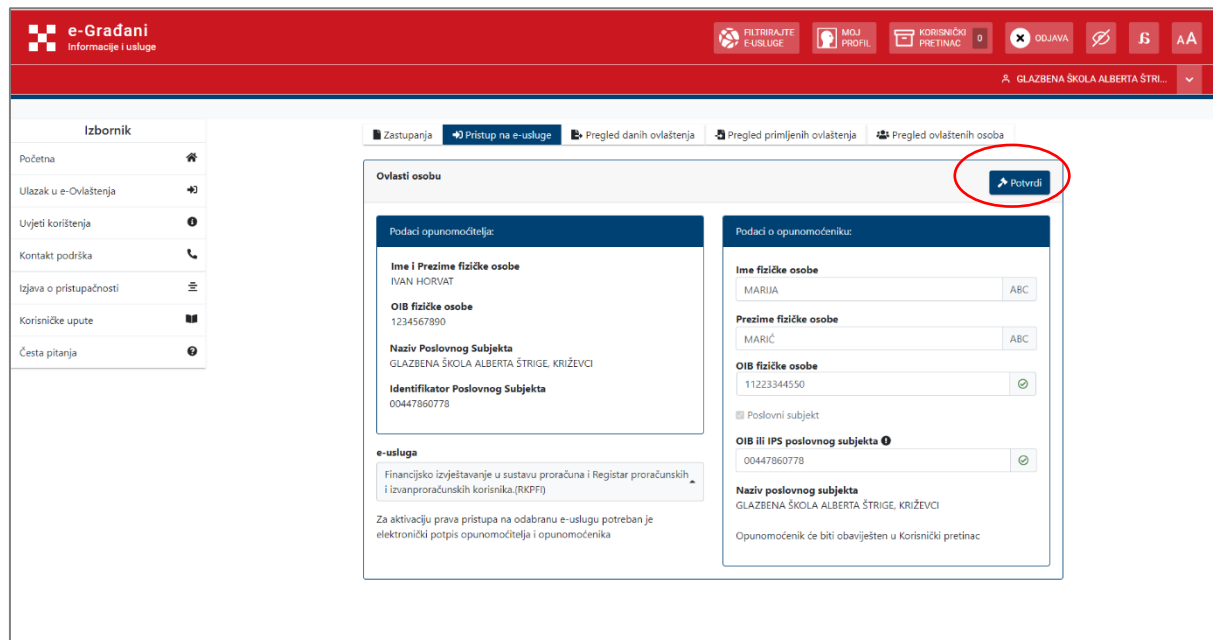 e-Građani
Informacije i usluge
FILTRIRAJTE
E-USLUGE
MOJ
PROFIL
KORISNIČKI
PRETINAC
0
ODJAVA
ß
AA
GLAZBENA ŠKOLA ALBERTA ŠTRI...
Izbornik
Početna
Ulazak u e-Ovlaštenja
Uvjeti korištenja
Kontakt podrška
Izjava o pristupačnosti
Korisničke upute
Česta pitanja
Zastupanja
Pristup na e-usluge
Pregled danih ovlaštenja
Pregled primljenih ovlaštenja
Pregled ovlaštenih osoba
Ovlasti osobu
Potvrdi
Podaci opunomoćitelja:
Ime i Prezime fizičke osobe
IVAN HORVAT
OIB fizičke osobe
1234567890
Naziv Poslovnog Subjekta
GLAZBENA ŠKOLA ALBERTA ŠTRIGE, KRIŽEVCI
Identifikator Poslovnog Subjekta
00447860778
e-usluga
Financijsko izvještavanje u sustavu proračuna i Registar proračunskih
i izvanproračunskih korisnika.(RKPFI)
Za aktivaciju prava pristupa na odabranu e-uslugu potreban je
elektronički potpis opunomoćitelja i opunomoćenika
Podaci o opunomoćeniku:
Ime fizičke osobe
MARIJA
ABC
Prezime fizičke osobe
MARIĆ
ABC
OIB fizičke osobe
11223344550
Poslovni subjekt
OIB ili IPS poslovnog subjekta
00447860778
Naziv poslovnog subjekta
GLAZBENA ŠKOLA ALBERTA ŠTRIGE, KRIŽEVCI
Opunomoćenik će biti obaviješten u Korisnički pretinac